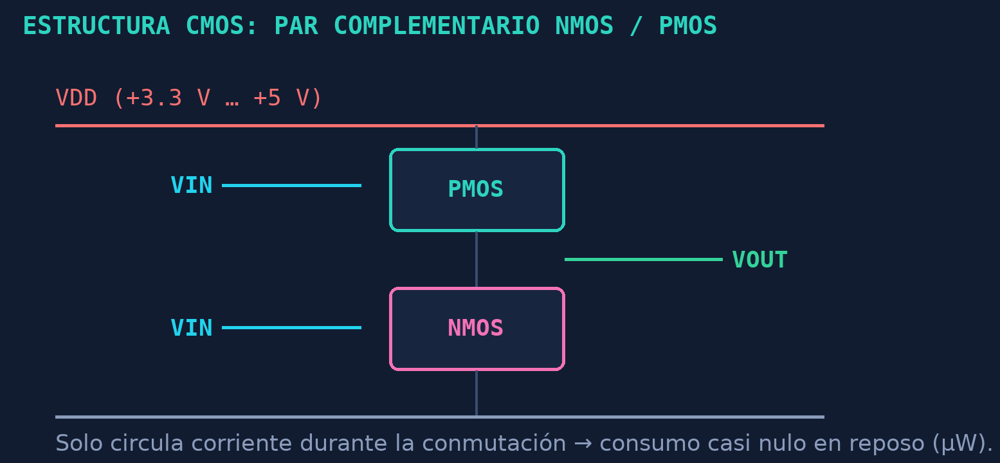 ESTRUCTURA CMOS: PAR COMPLEMENTARIO NMOS / PMOS
VDD (+3.3 V … +5 V)
VIN
PMOS
VOUT
VIN
NMOS
Solo circula corriente durante la conmutación → consumo casi nulo en reposo (µW).